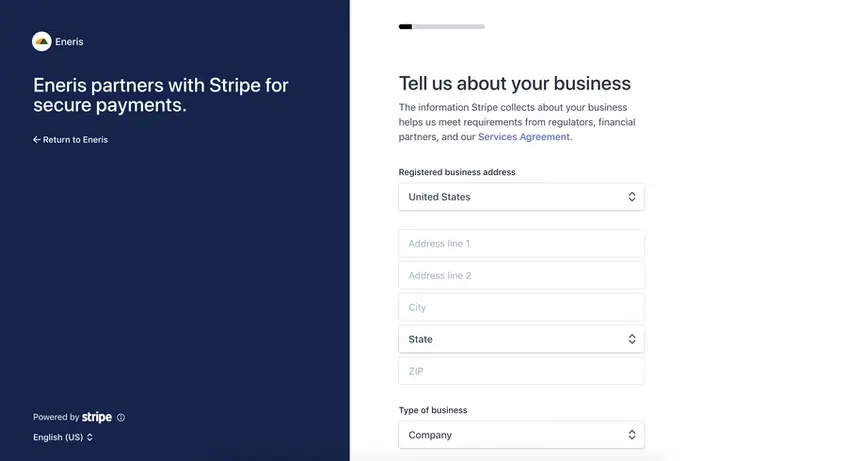 Eneris
Eneris partners with Stripe for
secure payments.
← Return to Eneris
Powered by stripe
English (US)
Tell us about your business
The information Stripe collects about your business
helps us meet requirements from regulators, financial
partners, and our Services Agreement.
Registered business address
United States
Address line 1
Address line 2
City
State
ZIP
Type of business
Company